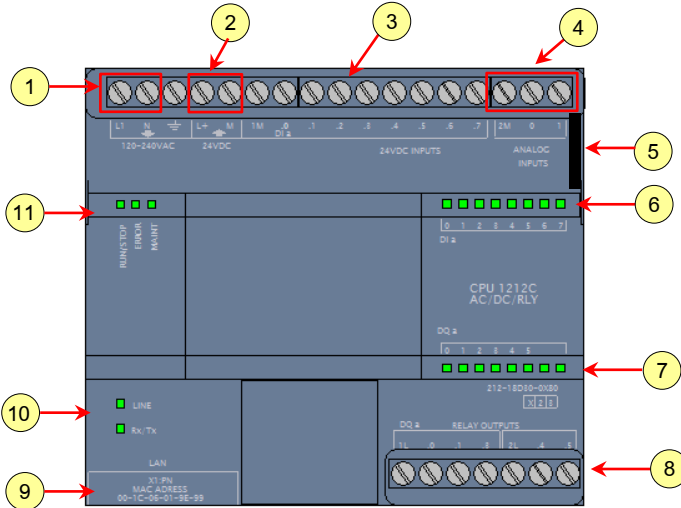 2
3
4
1
L1 N L+ M 1M .0 .1 .2 .3 .4 .5 .6 .7 2M 0 1
DI a
120-240VAC 24VDC 24VDC INPUTS ANALOG INPUTS
5
6
11
0 1 2 3 4 5 6 7
DI a
RUN/STOP
ERROR
MAINT
CPU 1212C
AC/DC/RLY
DQ a
0 1 2 3 4 5
7
212-1BD30-0XB0
X 2 3
10
LINE
Rx/Tx
DQ a RELAY OUTPUTS
1L .0 .1 .3 2L .4 .5
8
LAN
X1:PN
MAC ADRESS
00-1C-06-01-9E-99
9